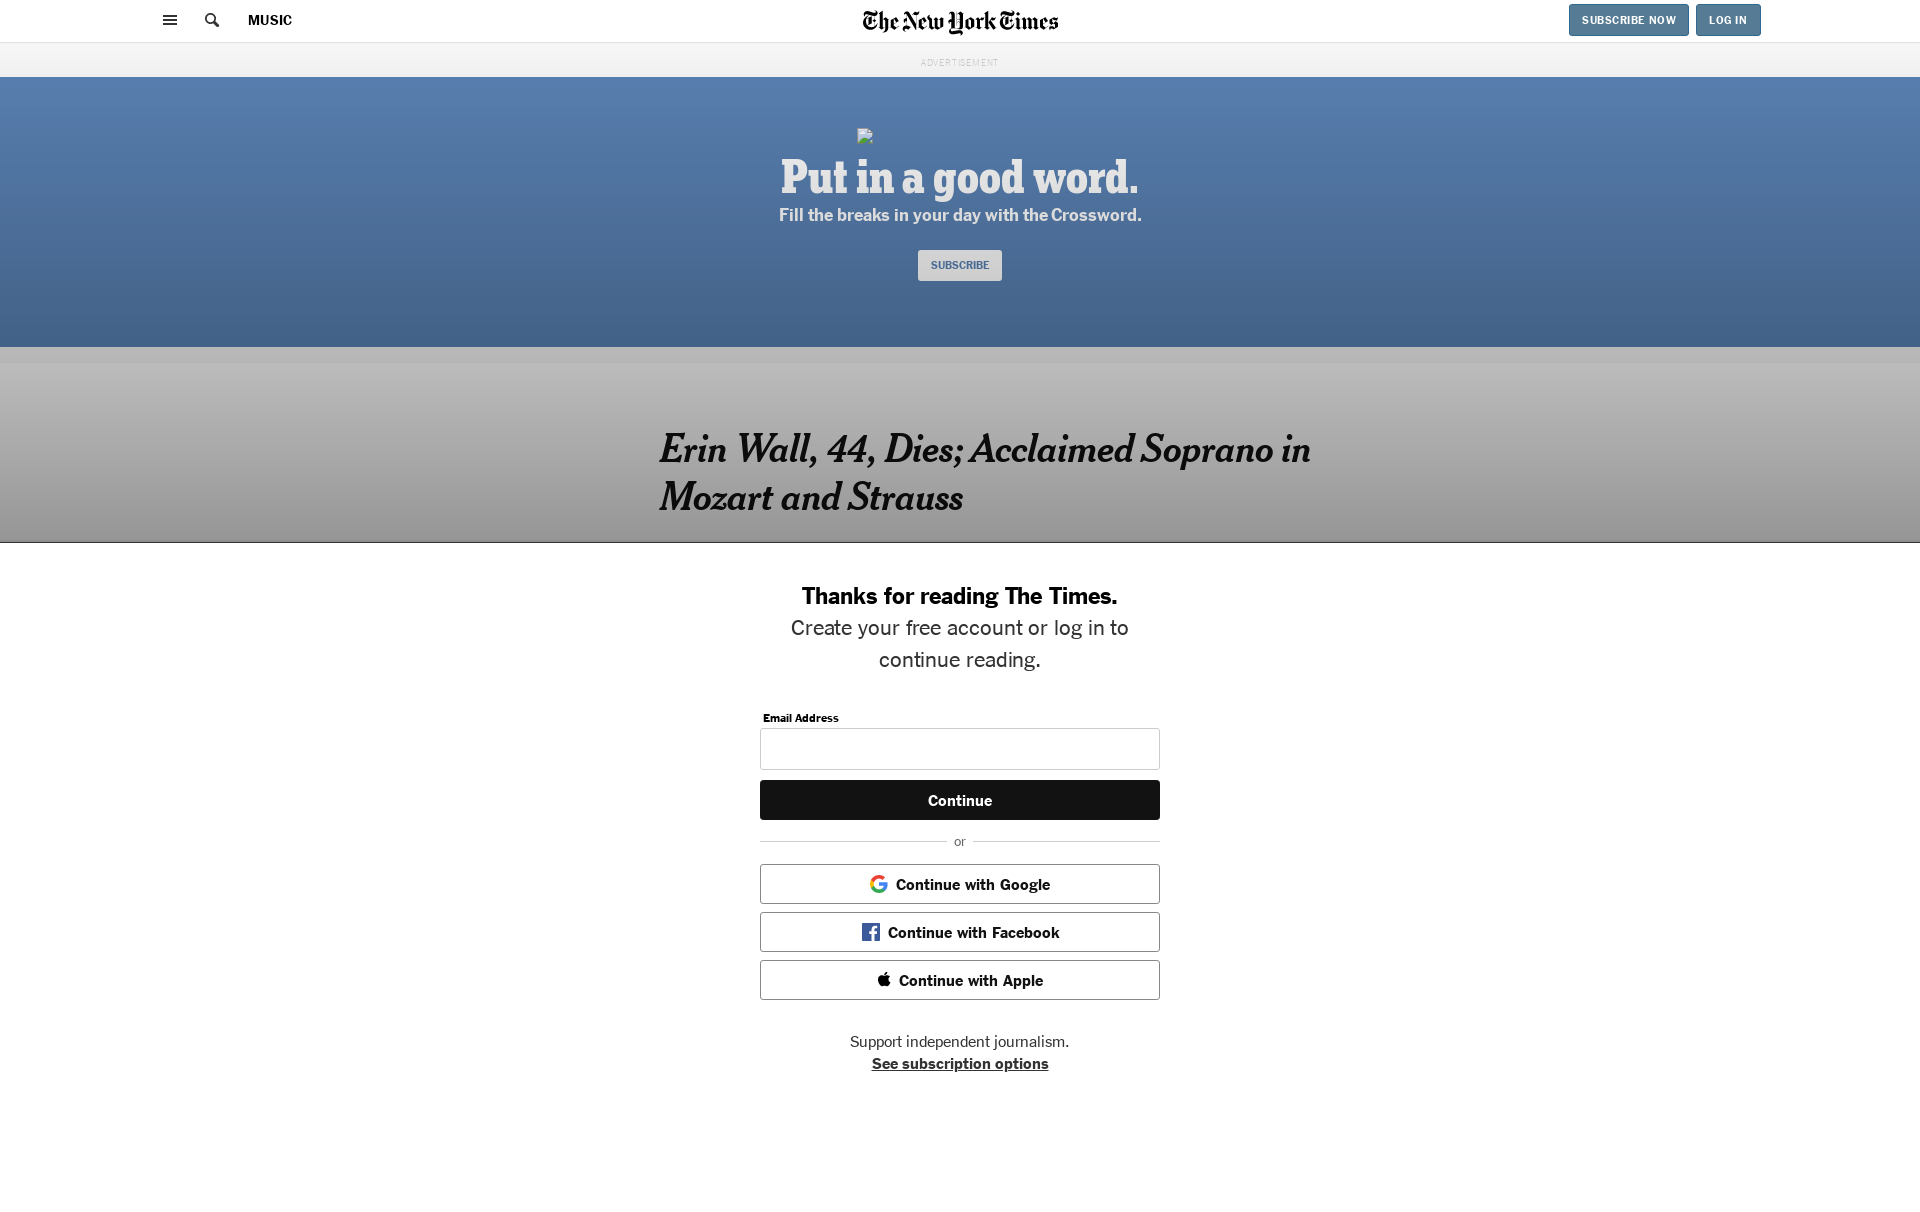 MUSIC
The New York Times
SUBSCRIBE NOW
LOG IN
ADVERTISEMENT
Put in a good word.
Fill the breaks in your day with the Crossword.
SUBSCRIBE
Erin Wall, 44, Dies; Acclaimed Soprano in
Mozart and Strauss
Thanks for reading The Times.
Create your free account or log in to
continue reading.
Email Address
Continue
or
Continue with Google
Continue with Facebook
Continue with Apple
Support independent journalism.
See subscription options